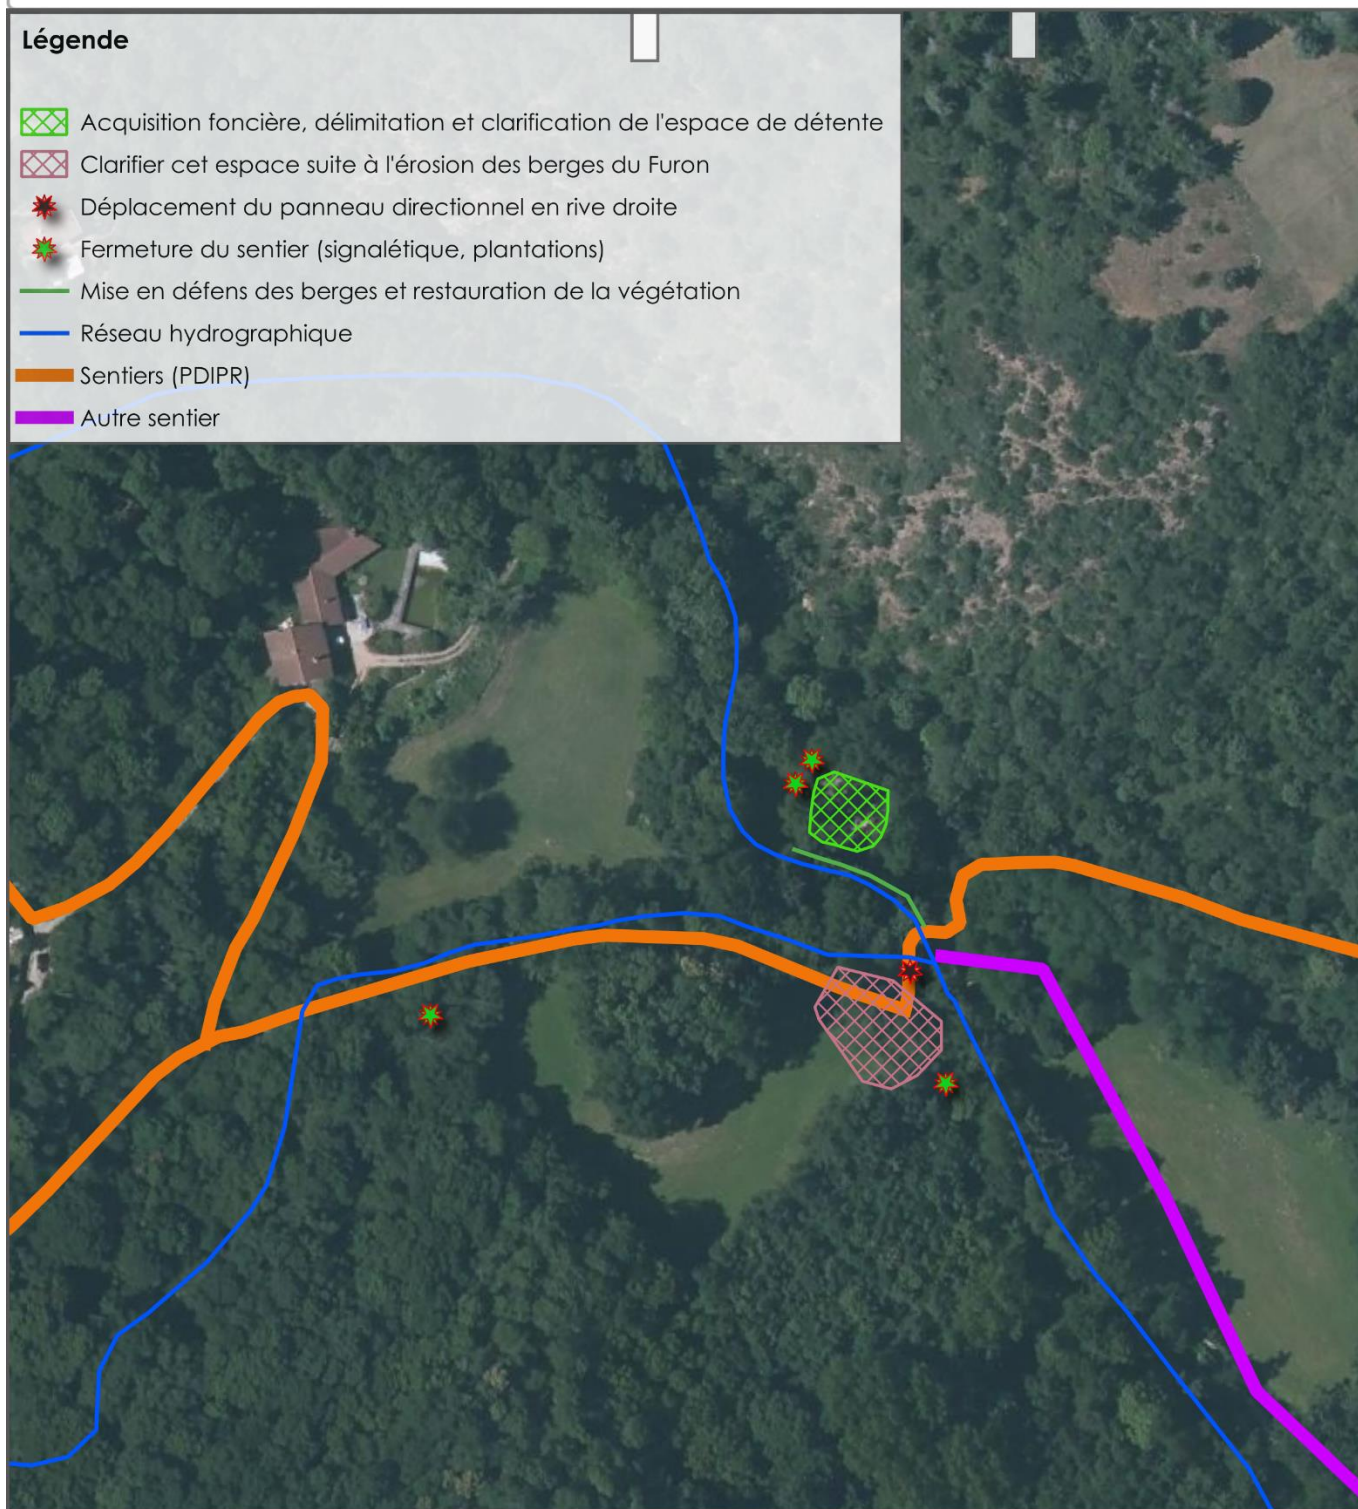 Légende
Acquisition foncière, délimitation et clarification de l'espace de détente
Clarifier cet espace suite à l'érosion des berges du Furon
Déplacement du panneau directionnel en rive droite
Fermeture du sentier (signalétique, plantations)
Mise en défens des berges et restauration de la végétation
Réseau hydrographique
Sentiers (PDIPR)
Autre sentier